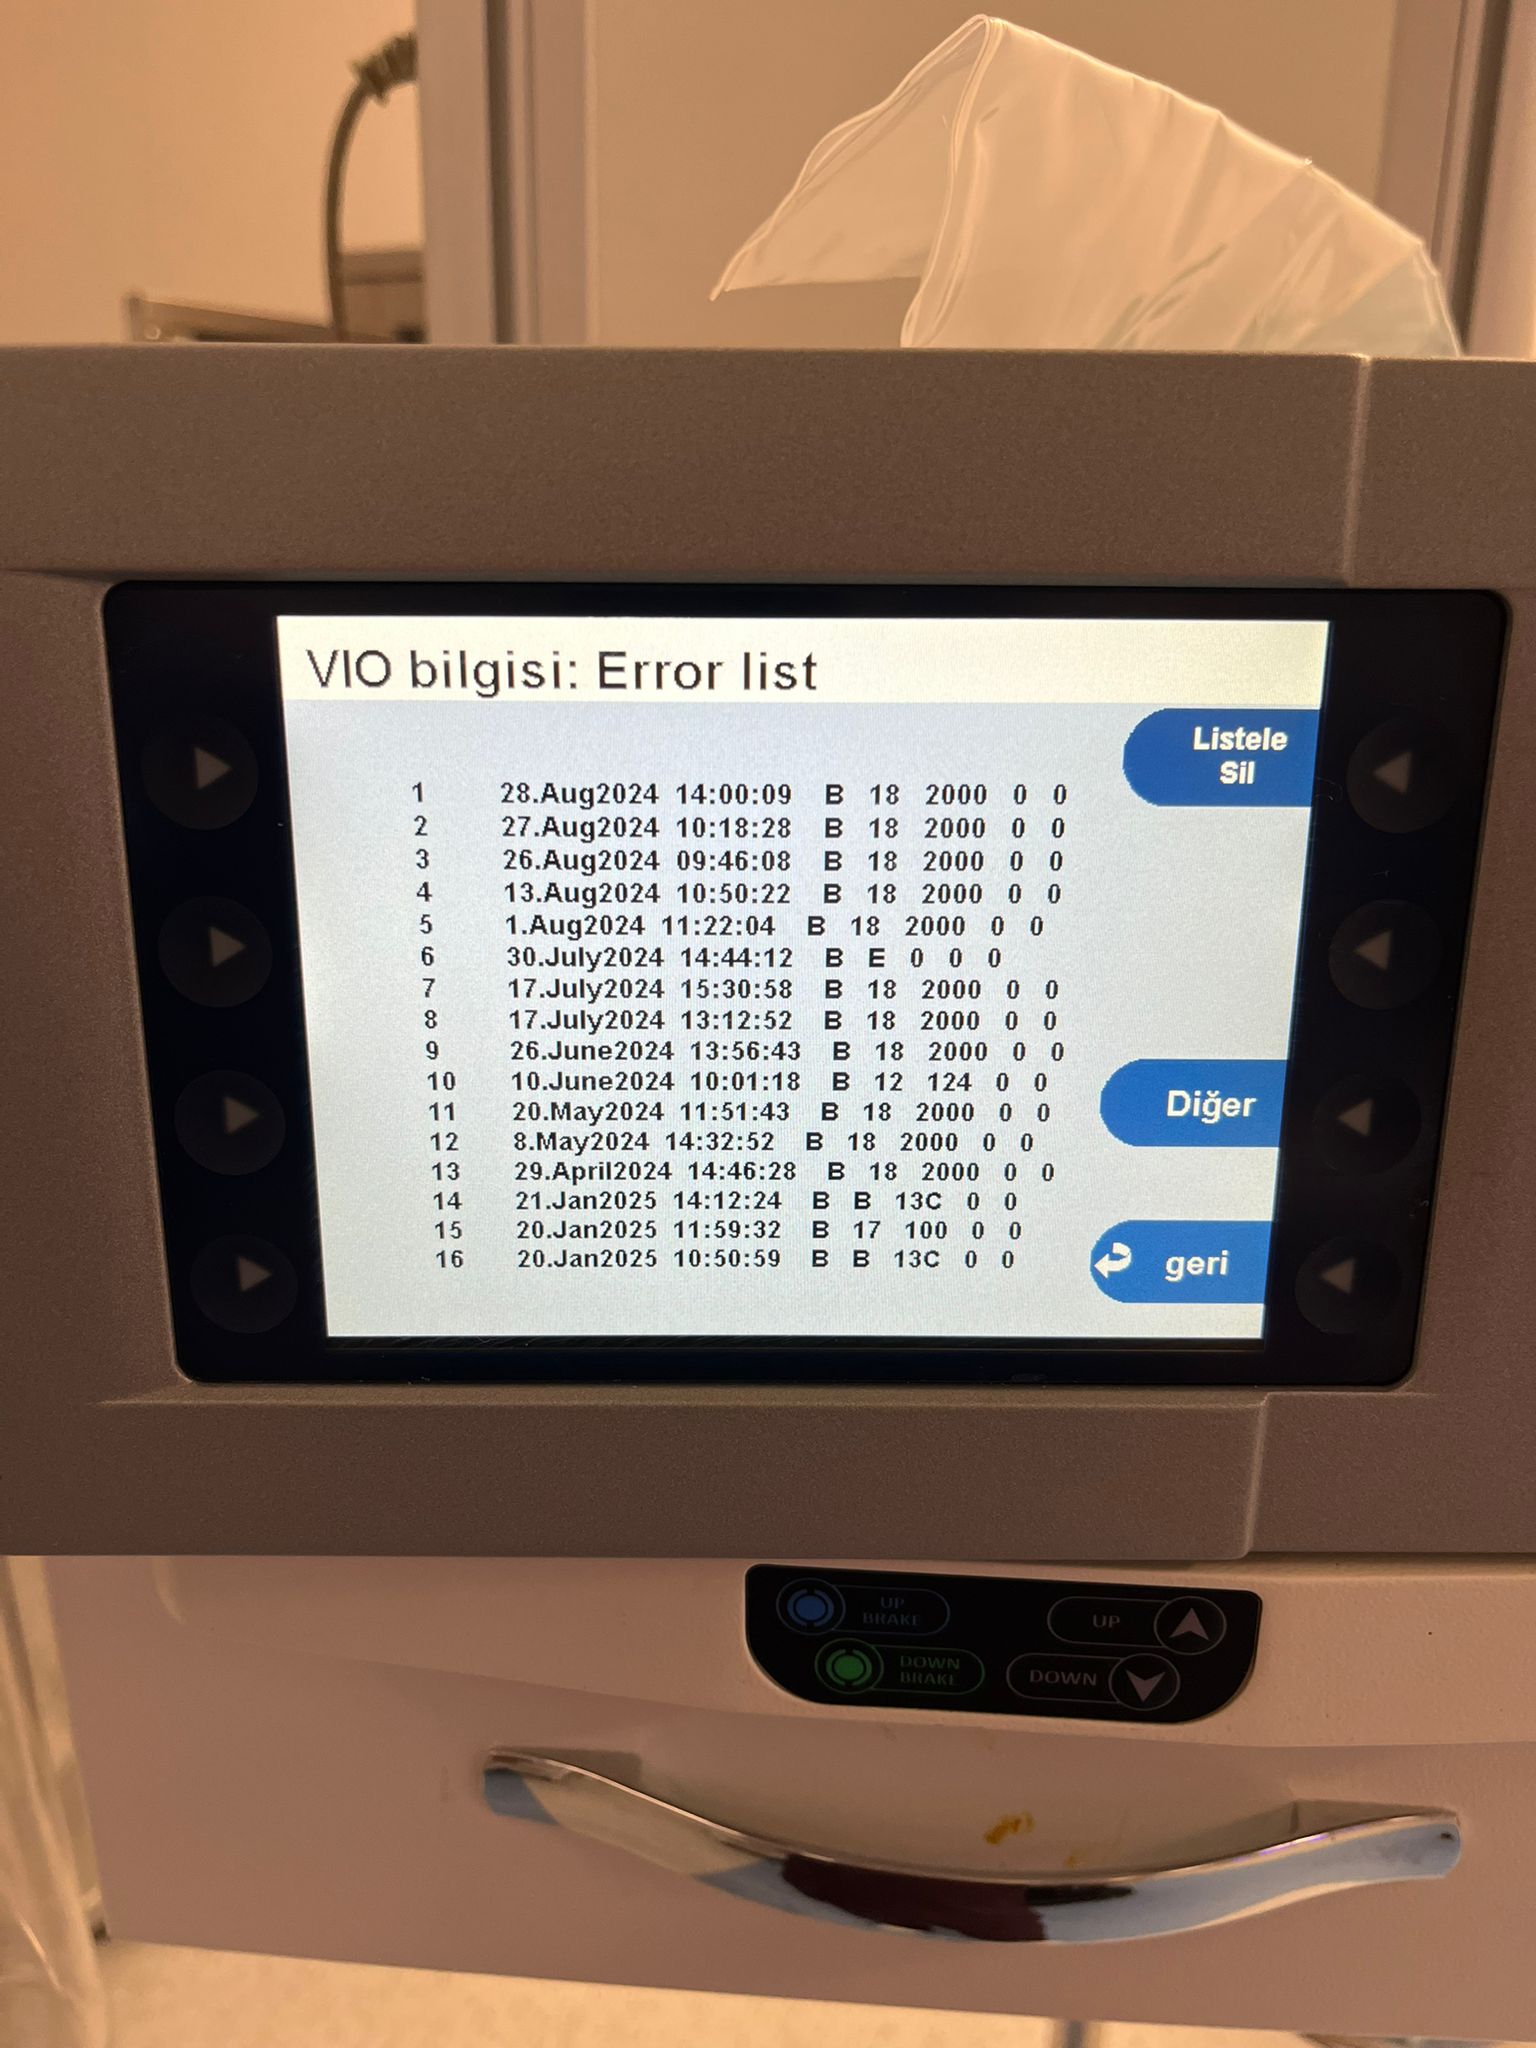 VIO bilgisi: Error list
Listele
Sil
1 28.Aug2024 14:00:09 B 18 2000 0 0
2 27.Aug2024 10:18:28 B 18 2000 0 0
3 26.Aug2024 09:46:08 B 18 2000 0 0
4 13.Aug2024 10:50:22 B 18 2000 0 0
5 1.Aug2024 11:22:04 B 18 2000 0 0
6 30.July2024 14:44:12 B E 0 0 0
7 17.July2024 15:30:58 B 18 2000 0 0
8 17.July2024 13:12:52 B 18 2000 0 0
9 26.June2024 13:56:43 B 18 2000 0 0
10 10.June2024 10:01:18 B 12 124 0 0
11 20.May2024 11:51:43 B 18 2000 0 0
12 8.May2024 14:32:52 B 18 2000 0 0
13 29.April2024 14:46:28 B 18 2000 0 0
14 21.Jan2025 14:12:24 B B 13C 0 0
15 20.Jan2025 11:59:32 B 17 100 0 0
16 20.Jan2025 10:50:59 B B 13C 0 0
Diğer
geri
UP
BRAKE
UP
DOWN
BRAKE
DOWN